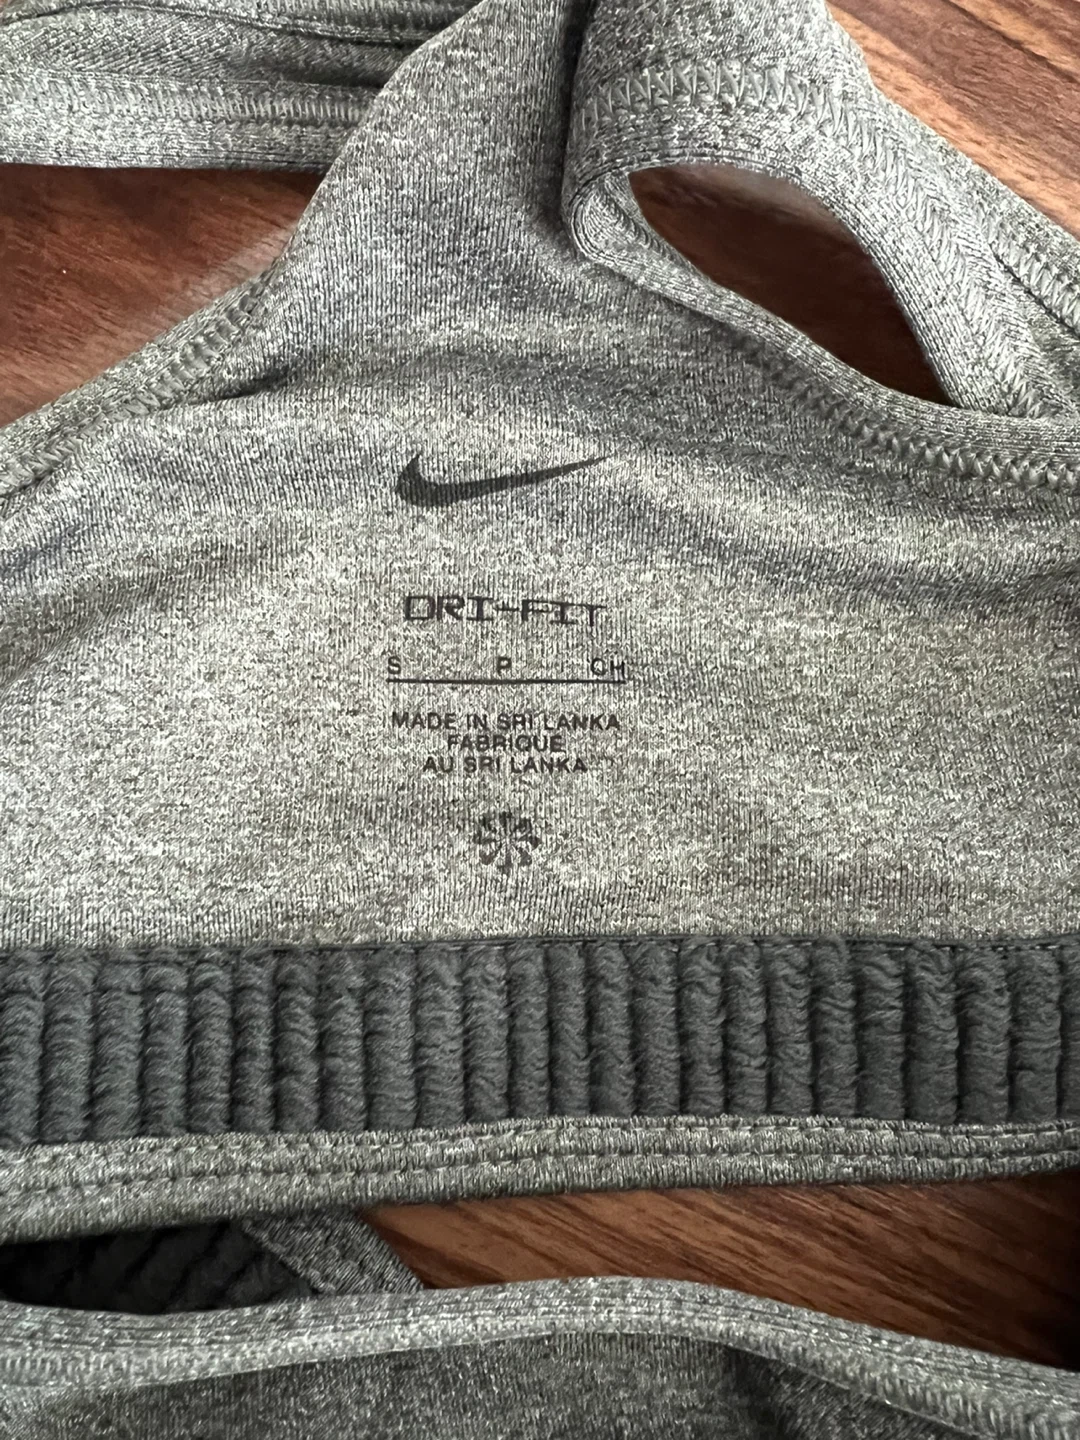 DRI-FIT
S P CH
MADE IN SRI LANKA
FABRIQUE
AU SRI LANKA